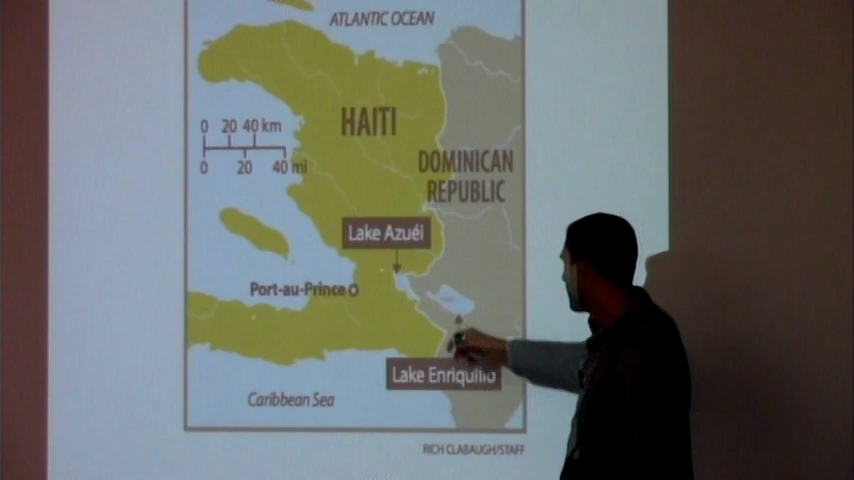 ATLANTIC OCEAN
HAITI
0 20 40 km
0 20 40 mi
DOMINICAN
REPUBLIC
Lake Azuéi
Port-au-Prince
Lake Enriquillo
Caribbean Sea
RICH CLABAUGH/STAFF